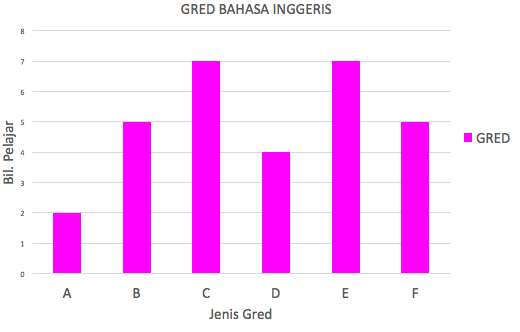 GRED BAHASA INGGERIS
8
7
6
5
4
3
2
1
0
Bil. Pelajar
A B C D E F
Jenis Gred
GRED